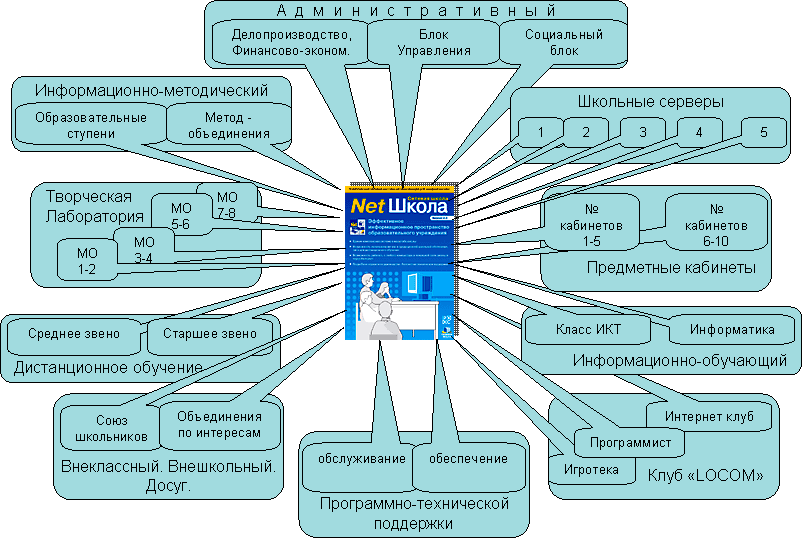 Административный
Делопроизводство,
Финансово-эконом.
Блок
Управления
Социальный
блок
Информационно-методический
Образовательные
ступени
Метод -
объединения
Школьные серверы
1
2
3
4
5
Творческая
Лаборатория
МО
7-8
МО
5-6
МО
3-4
МО
1-2
Сетевая школа
Net Школа
Эффективное
информационное пространство
образовательного учреждения
№
кабинетов
1-5
№
кабинетов
6-10
Предметные кабинеты
Среднее звено
Старшее звено
Дистанционное обучение
Класс ИКТ
Информатика
Информационно-обучающий
Союз
школьников
Объединения
по интересам
Внеклассный. Внешкольный.
Досуг.
обслуживание
обеспечение
Программно-технической
поддержки
Интернет клуб
Программист
Игротека
Клуб «LOCOM»